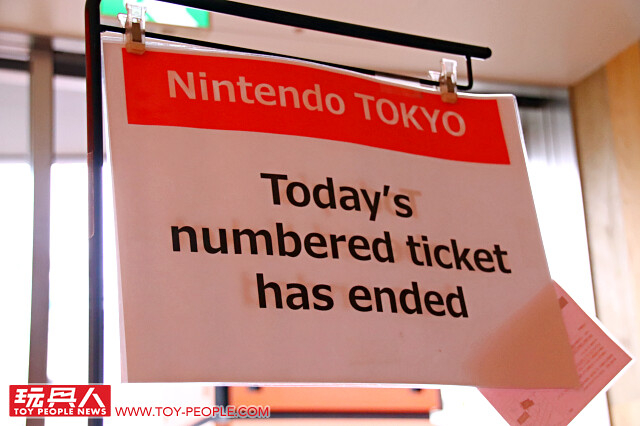 Nintendo TOKYO
Today's
numbered ticket
has ended
玩具人
TOY PEOPLE NEWS
WWW.TOY-PEOPLE.COM